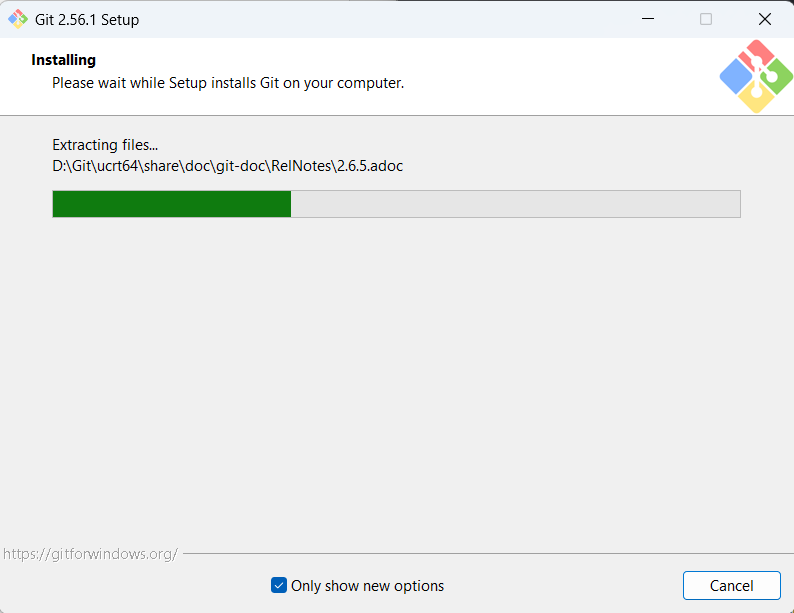 Git 2.56.1 Setup
Installing
Please wait while Setup installs Git on your computer.
Extracting files...
D:\Git\ucrt64\share\doc\git-doc\RelNotes\2.6.5.adoc
https://gitforwindows.org/
Only show new options
Cancel